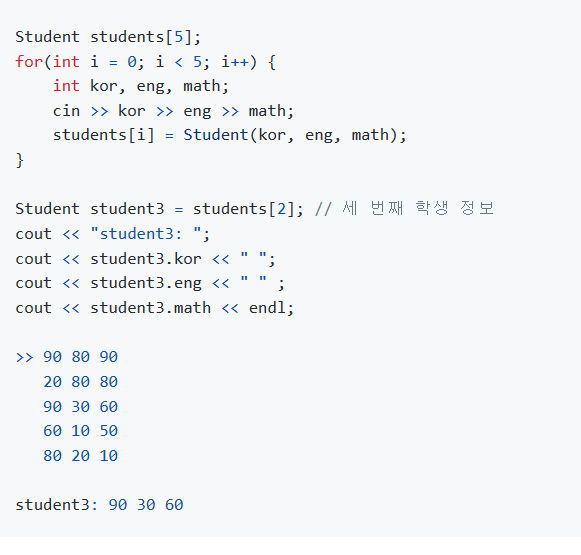 Student students[5];
for(int i = 0; i < 5; i++) {
    int kor, eng, math;
    cin >> kor >> eng >> math;
    students[i] = Student(kor, eng, math);
}

Student student3 = students[2]; // 세 번째 학생 정보
cout << "student3: ";
cout << student3.kor << " ";
cout << student3.eng << " " ;
cout << student3.math << endl;

>> 90 80 90
   20 80 80
   90 30 60
   60 10 50
   80 20 10

student3: 90 30 60